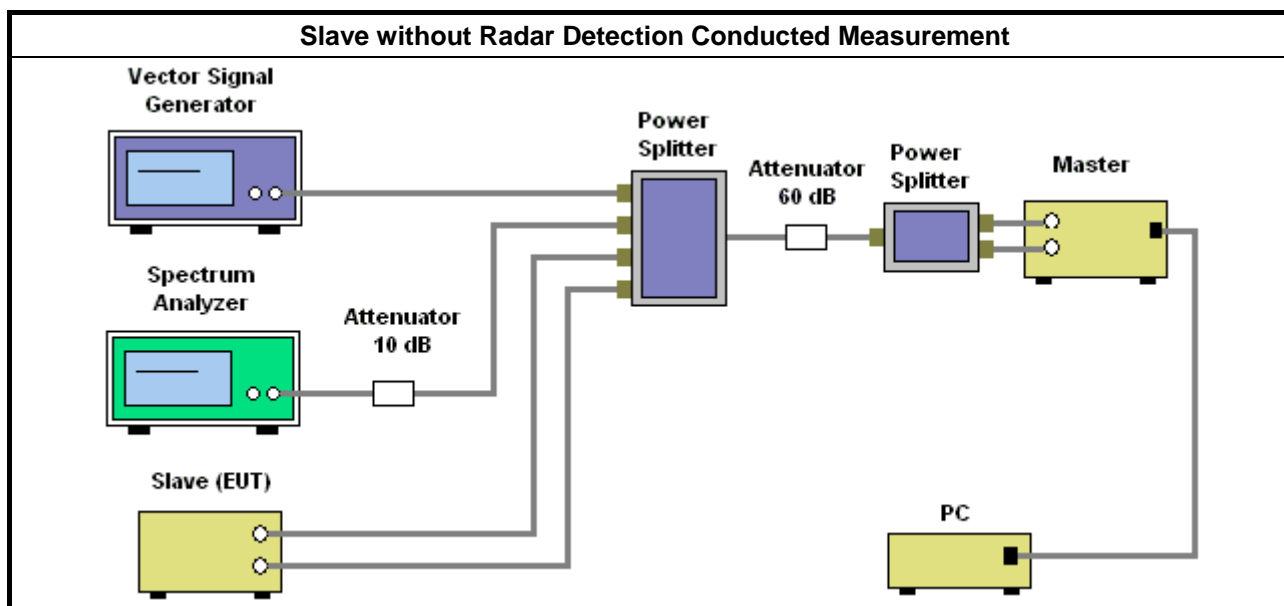 Slave without Radar Detection Conducted Measurement
Vector Signal
Generator
Power
Splitter
Attenuator
60 dB
Power
Splitter
Master
Spectrum
Analyzer
Attenuator
10 dB
Slave (EUT)
PC